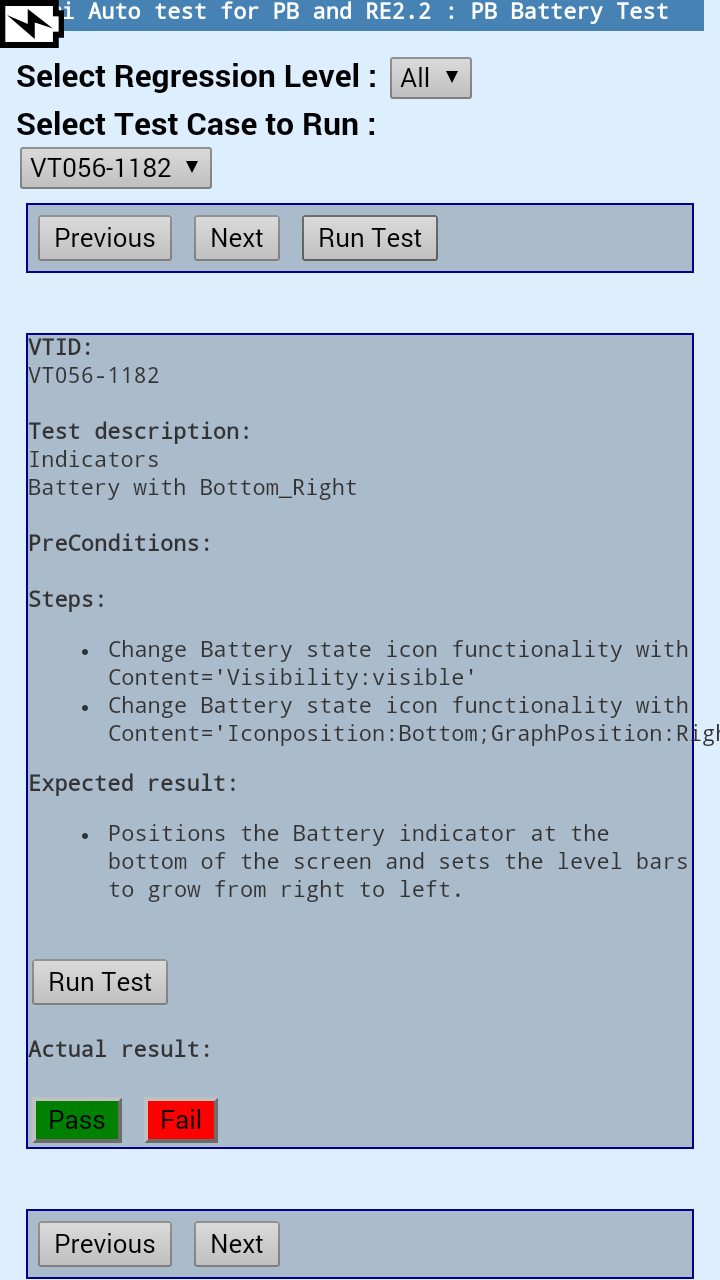 i Auto test for PB and RE2.2 : PB Battery Test
Select Regression Level : All
Select Test Case to Run :
VT056-1182
Previous Next Run Test
VTID:
VT056-1182
Test description:
Indicators
Battery with Bottom_Right
PreConditions:
Steps:
• Change Battery state icon functionality with
Content='Visibility:visible'
• Change Battery state icon functionality with
Content='Iconposition:Bottom;GraphPosition:Righ
Expected result:
• Positions the Battery indicator at the
bottom of the screen and sets the level bars
to grow from right to left.
Run Test
Actual result:
Pass Fail
Previous Next